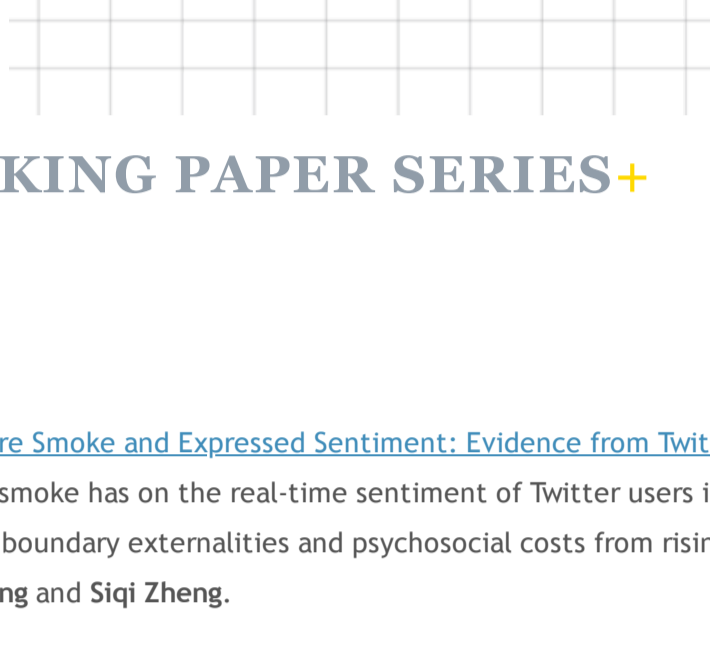 KING PAPER SERIES+
re Smoke and Expressed Sentiment: Evidence from Twit
smoke has on the real-time sentiment of Twitter users i
boundary externalities and psychosocial costs from risin
ng and Siqi Zheng.